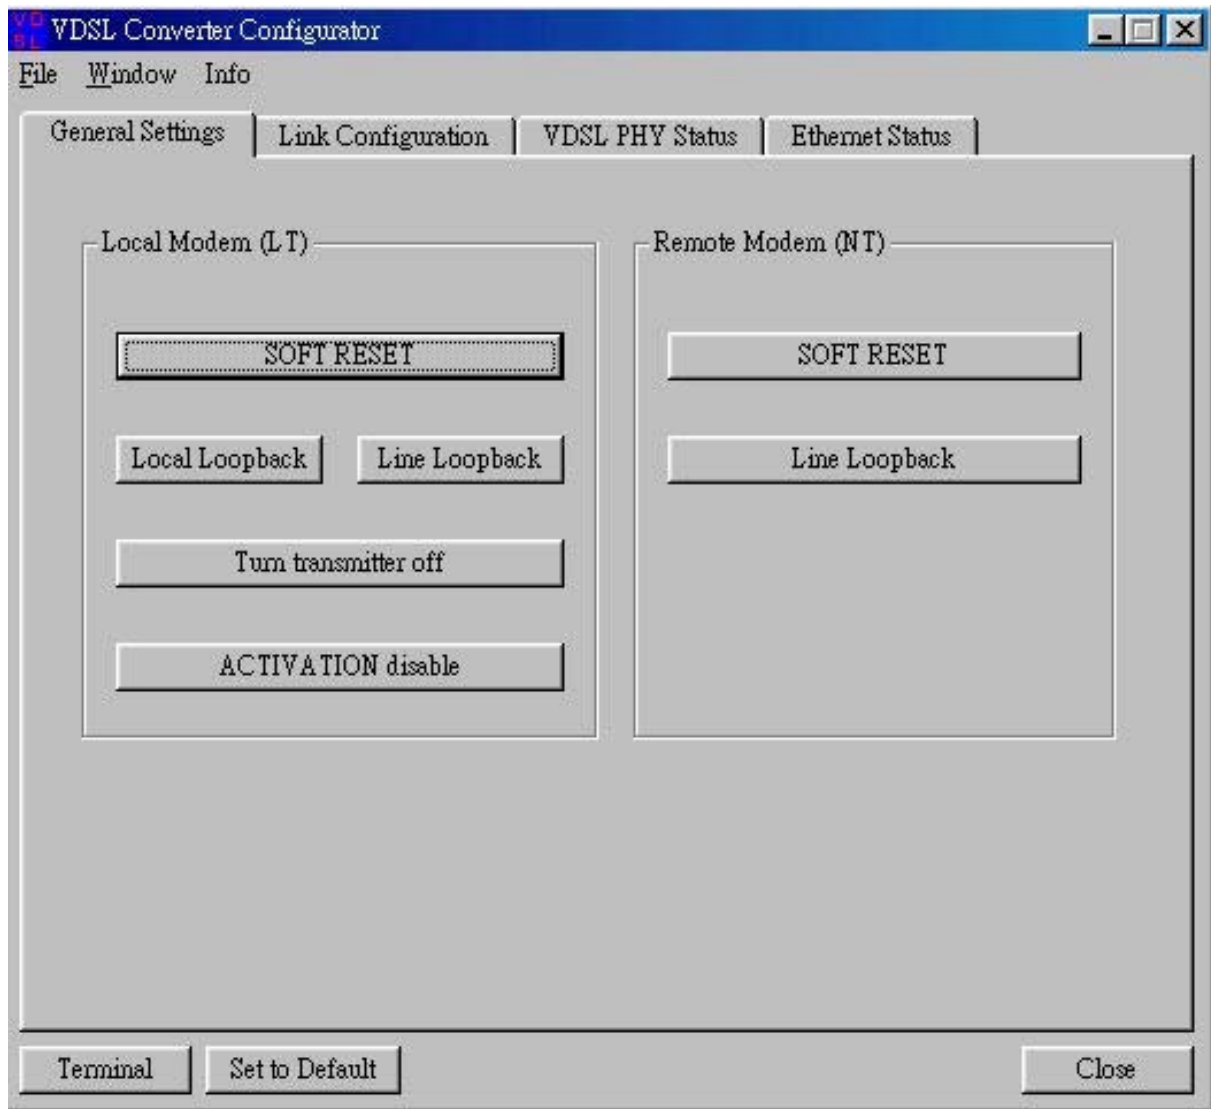 VD
SL
VDSL Converter Configurator
File Window Info
General Settings Link Configuration VDSL PHY Status Ethernet Status
Local Modem (LT) Remote Modem (NT)
SOFT RESET SOFT RESET
Local Loopback Line Loopback Line Loopback
Turn transmitter off
ACTIVATION disable
Terminal Set to Default Close